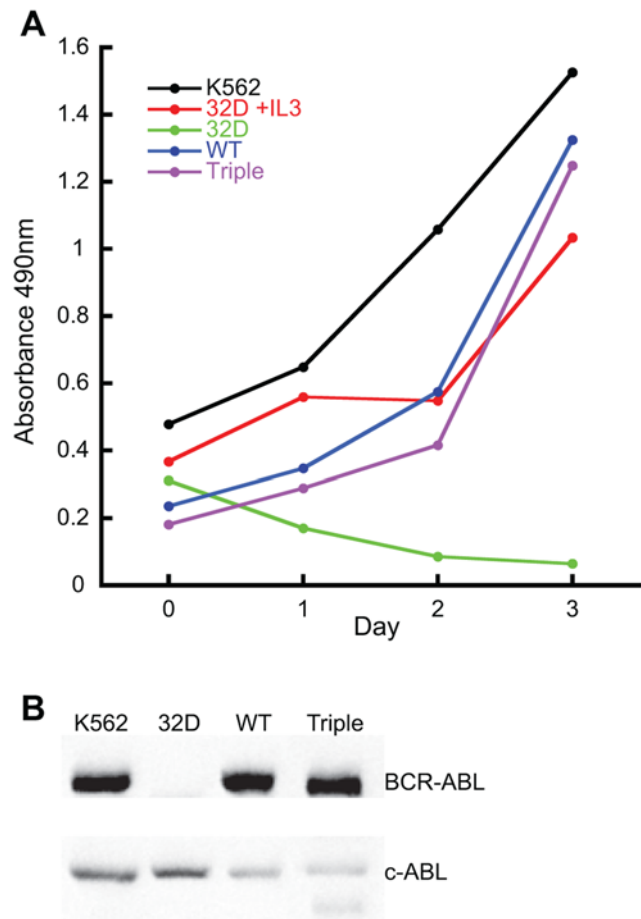 A
1.6
1.4
1.2
1
0.8
0.6
0.4
0.2
0
Absorbance 490nm
K562
32D +IL3
32D
WT
Triple
0 1 2 3
Day
B
K562 32D WT Triple
BCR-ABL
c-ABL